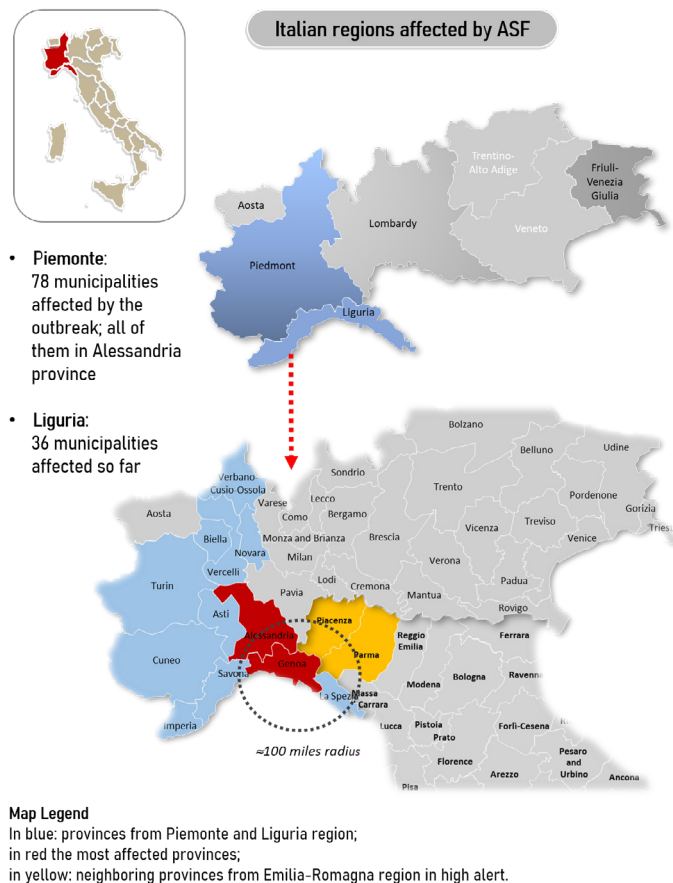 Italian regions affected by ASF
Trentino-
Alto Adige
Friuli-
Venezia
Giulia
Aosta
Lombardy
Veneto
Piedmont
Liguria
• Piemonte:
78 municipalities
affected by the
outbreak; all of
them in Alessandria
province
• Liguria:
36 municipalities
affected so far
Bolzano
Belluno
Udine
Sondrio
Verbano-
Cusio-Ossola
Trento
Pordenone
Lecco
Varese
Aosta
Como
Bergamo
Gorizia
Treviso
Vicenza
Triest
Biella
Monza and Brianza
Brescia
Venice
Novara
Milan
Verona
Turin
Vercelli
Lodi
Cremona
Padua
Pavia
Mantua
Rovigo
Asti
Piacenza
Alessandria
Reggio
Emilia
Ferrara
Parma
Cuneo
Genoa
Savona
Bologna
Ravenna
Modena
La Spezia
Massa
Carrara
Imperia
Lucca
Pistoia
Forlì-Cesena
Prato
≈100 miles radius
Pesaro
and
Urbino
Florence
Arezzo
Ancona
Pisa
Map Legend
In blue: provinces from Piemonte and Liguria region;
in red the most affected provinces;
in yellow: neighboring provinces from Emilia-Romagna region in high alert.